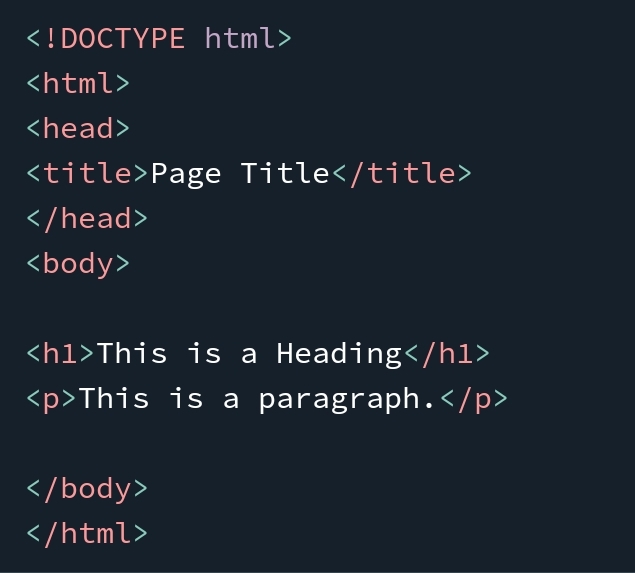 <!DOCTYPE html>
<html>
<head>
<title>Page Title</title>
</head>
<body>
<h1>This is a Heading</h1>
<p>This is a paragraph.</p>
</body>
</html>